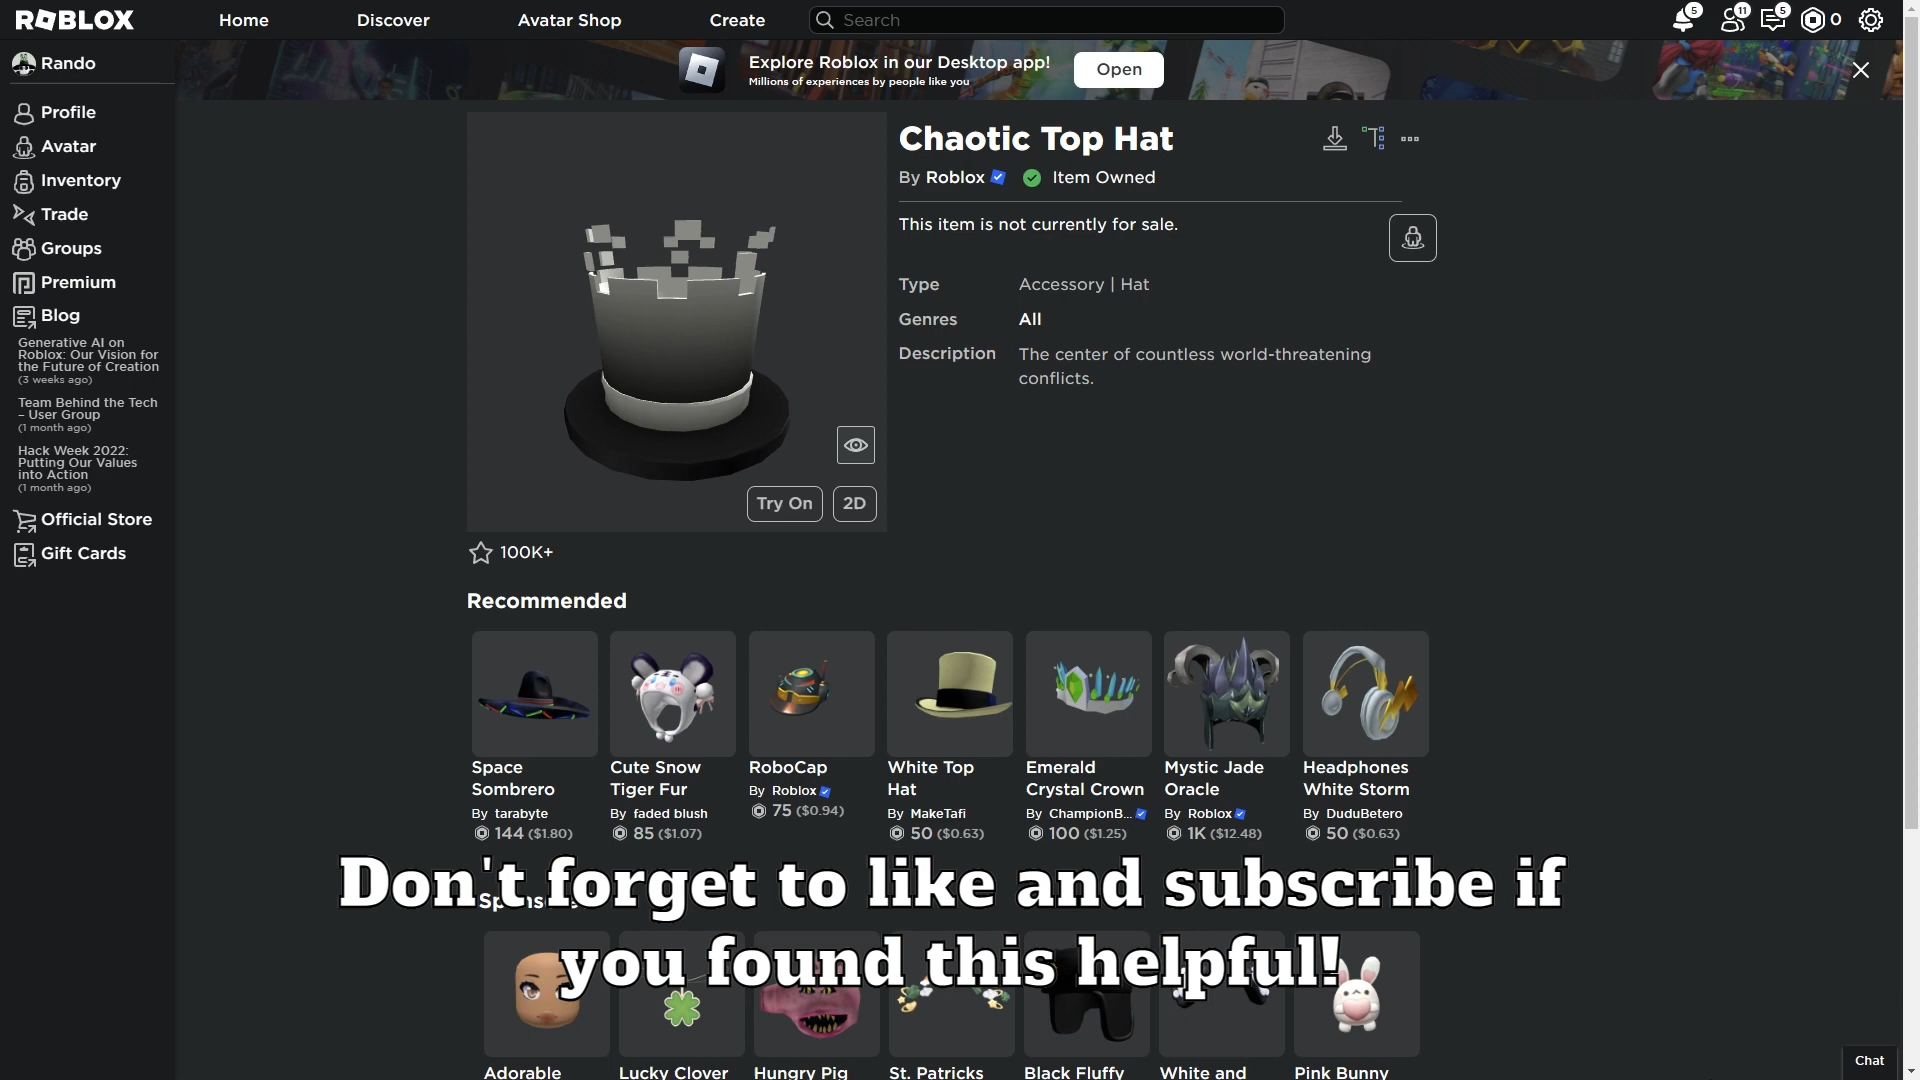 ROBLOX
Home
Discover
Avatar Shop
Create
Search
5
11
5
0
Rando
Profile
Avatar
Inventory
Trade
Groups
Premium
Blog
Generative AI on
Roblox: Our Vision for
the Future of Creation
(3 weeks ago)
Team Behind the Tech
– User Group
(1 month ago)
Hack Week 2022:
Putting Our Values
into Action
(1 month ago)
Official Store
Gift Cards
Explore Roblox in our Desktop app!
Millions of experiences by people like you
Open
Chaotic Top Hat
By Roblox
Item Owned
This item is not currently for sale.
Type
Accessory | Hat
Genres
All
Description
The center of countless world-threatening
conflicts.
Try On
2D
100K+
Recommended
Space
Sombrero
By tarabyte
144 ($1.80)
Cute Snow
Tiger Fur
By faded blush
85 ($1.07)
RoboCap
By Roblox
75 ($0.94)
White Top
Hat
By MakeTafi
50 ($0.63)
Emerald
Crystal Crown
By ChampionB...
100 ($1.25)
Mystic Jade
Oracle
By Roblox
1K ($12.48)
Headphones
White Storm
By DuduBetero
50 ($0.63)
Don't forget to like and subscribe if
you found this helpful!
Adorable
Lucky Clover
Hungry Pig
St. Patricks
Black Fluffy
White and
Pink Bunny
Chat